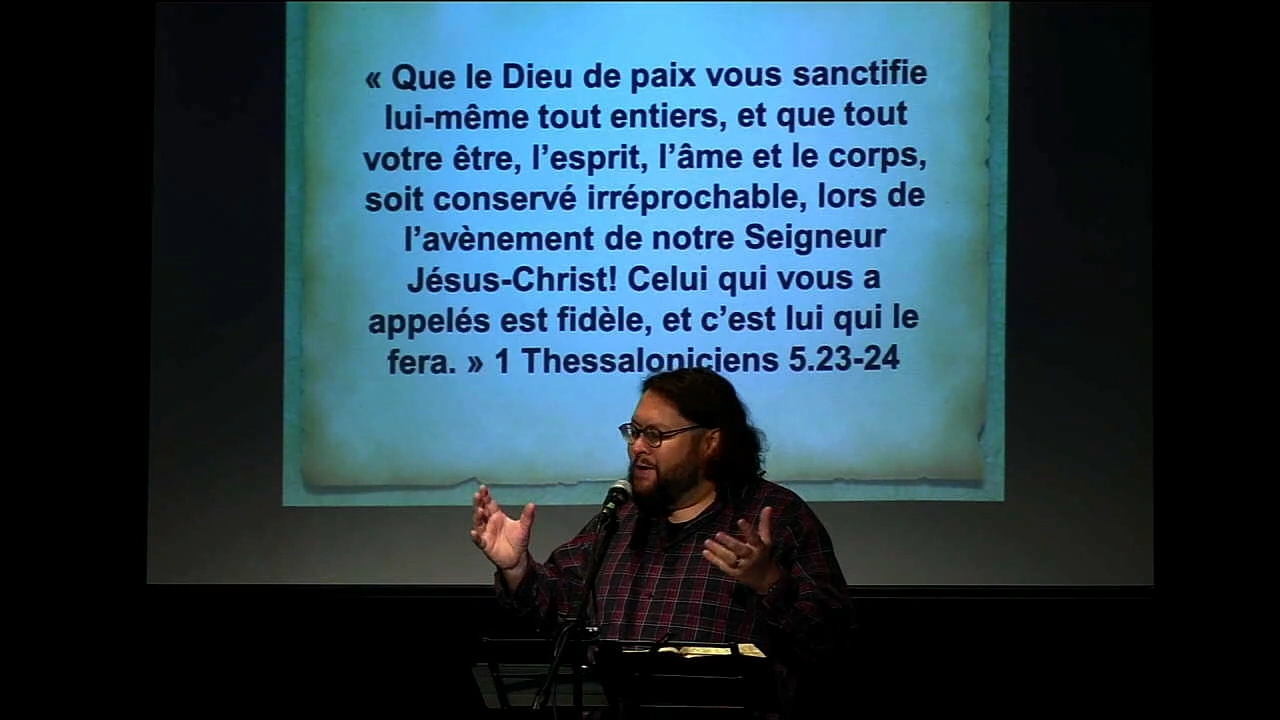 « Que le Dieu de paix vous sanctifie
lui-même tout entiers, et que tout
votre être, l’esprit, l’âme et le corps,
soit conservé irréprochable, lors de
l’avènement de notre Seigneur
Jésus-Christ! Celui qui vous a
appelés est fidèle, et c’est lui qui le
fera. » 1 Thessaloniciens 5.23-24